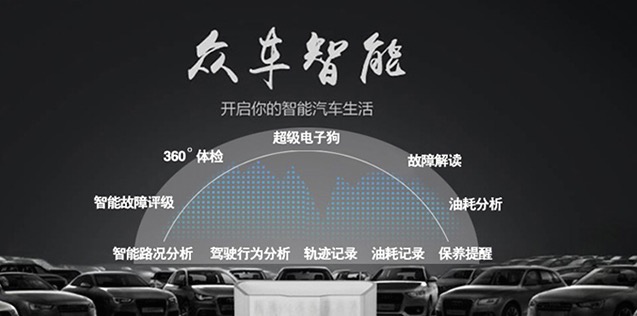 众车智能
开启你的智能汽车生活
超级电子狗
360°体检
故障解读
智能故障评级
油耗分析
智能路况分析 驾驶行为分析 轨迹记录 油耗记录 保养提醒